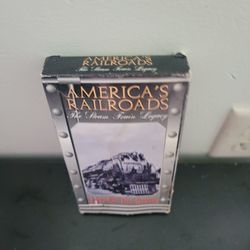 AMERICA'S
RAILROADS
The Steam Train Legacy
AMERICA'S
RAILROADS
The Steam Train Legacy